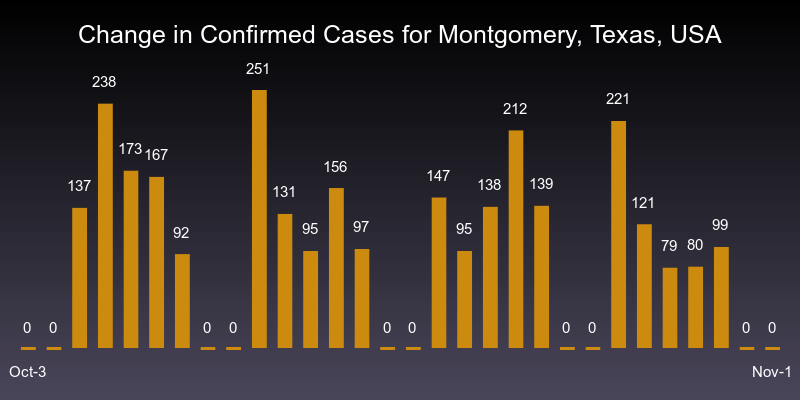 Change in Confirmed Cases for Montgomery, Texas, USA
0 0 137 238 173 167 92 0 0 251 131 95 156 97 0 0 147 95 138 212 139 0 0 221 121 79 80 99 0 0
Oct-3 Nov-1